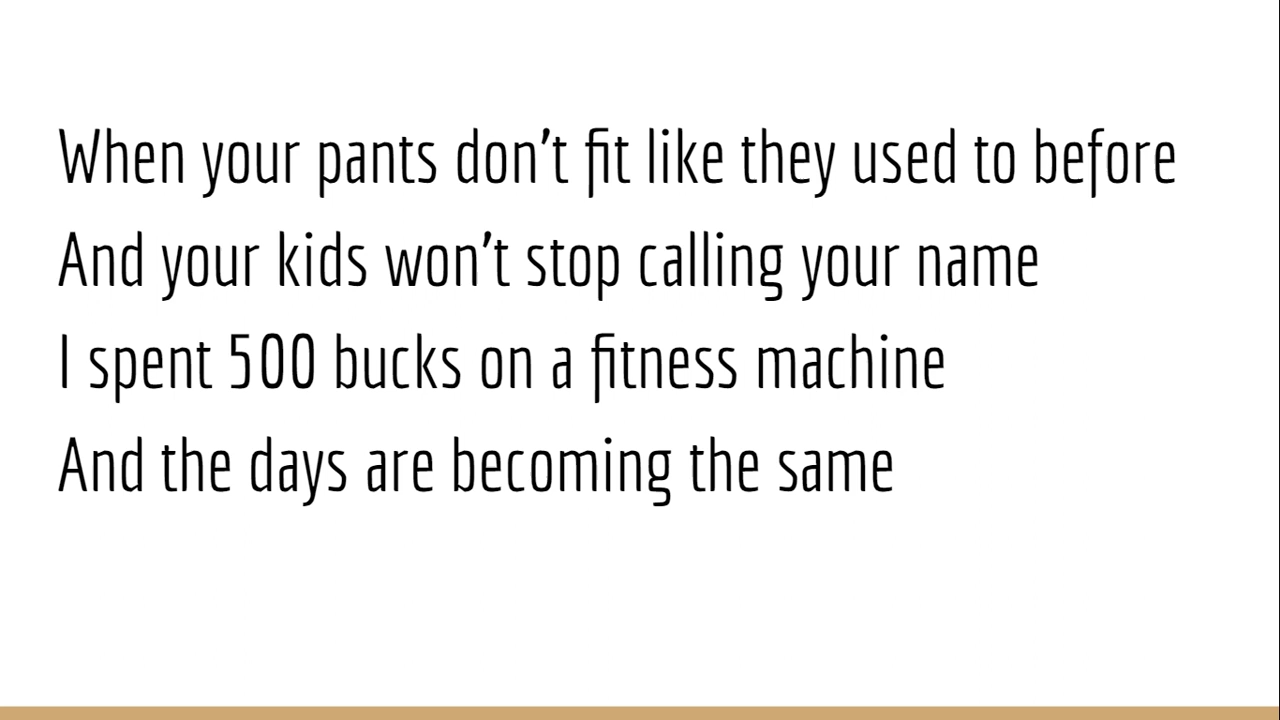 When your pants don’t fit like they used to before
And your kids won’t stop calling your name
I spent 500 bucks on a fitness machine
And the days are becoming the same